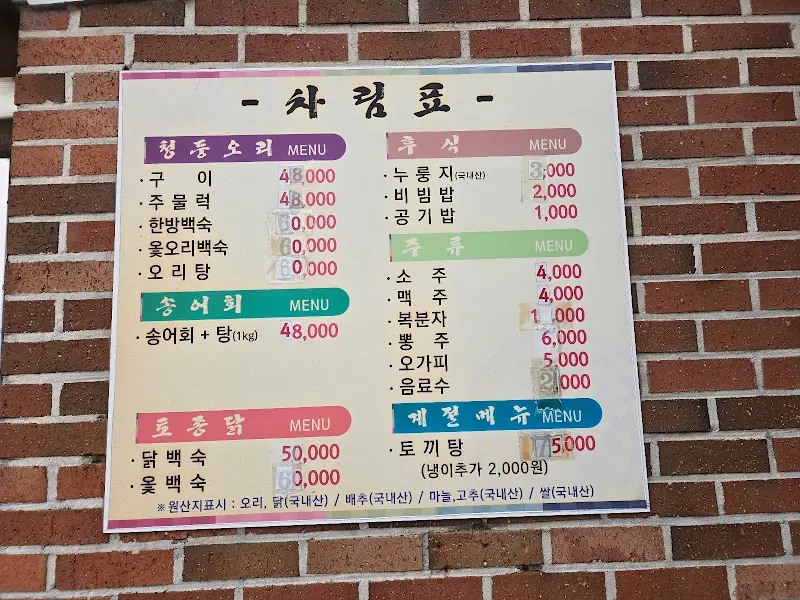 - 차림표 -
청둥오리 MENU
· 구 이 48,000
· 주 물 럭 48,000
· 한방백숙 60,000
· 옻오리백숙 60,000
· 오 리 탕 60,000
송어회 MENU
· 송어회 + 탕(1kg) 48,000
토종닭 MENU
· 닭 백 숙 50,000
· 옻 백 숙 60,000
후식 MENU
· 누 룽 지(국내산) 3,000
· 비 빔 밥 2,000
· 공 기 밥 1,000
주류 MENU
· 소 주 4,000
· 맥 주 4,000
· 복분자 1 ,000
· 뽕 주 6,000
· 오가피 5,000
· 음료수 2,000
계절메뉴 MENU
· 토 끼 탕 75,000
(냉이추가 2,000원)
※원산지표시 : 오리, 닭(국내산) / 배추(국내산) / 마늘,고추(국내산) / 쌀(국내산)